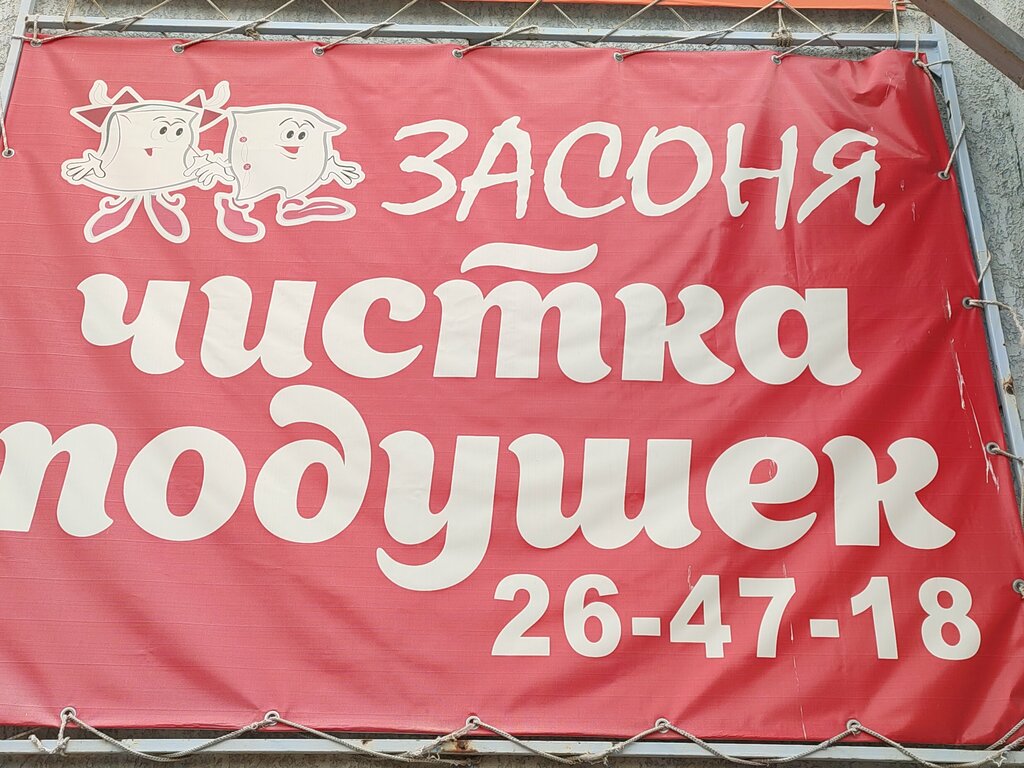 ЗАСОНЯ
чистка
подушек
26-47-18